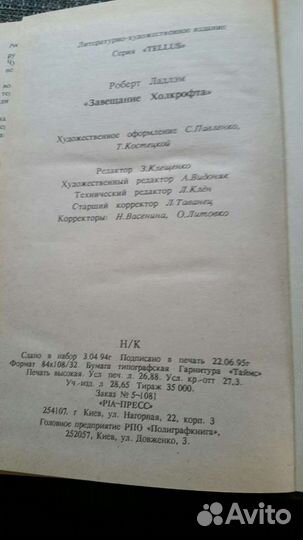 Литературно-художественное издание
Серия «TELLUS»
Роберт Ладлэм
«Завещание Холкрофта»
Художественное оформление С.Павленко,
Т.Костецкой
Редактор З.Клещенко
Художественный редактор А.Видоняк
Технический редактор Л.Клён
Старший корректор Л.Таванец
Корректоры: Н.Васенина, О.Литовко
Н/К
Сдано в набор 3.04.94г Подписано в печать 22.06.95г
Формат 84х108/32. Бумага типографская Гарнитура «Таймс»
Печать высокая. Усл печ л. 26,88. Усл. кр-отт 27,3.
Уч.-изд л 28,65 Тираж 35 000.
Заказ № 5-1081
«РІА-ПРЕСС»
254107. г Киев, ул. Нагорная, 22, корп. 3
Головное предприятие РПО «Полиграфкнига».
252057, Киев, ул. Довженко, 3.
Avito